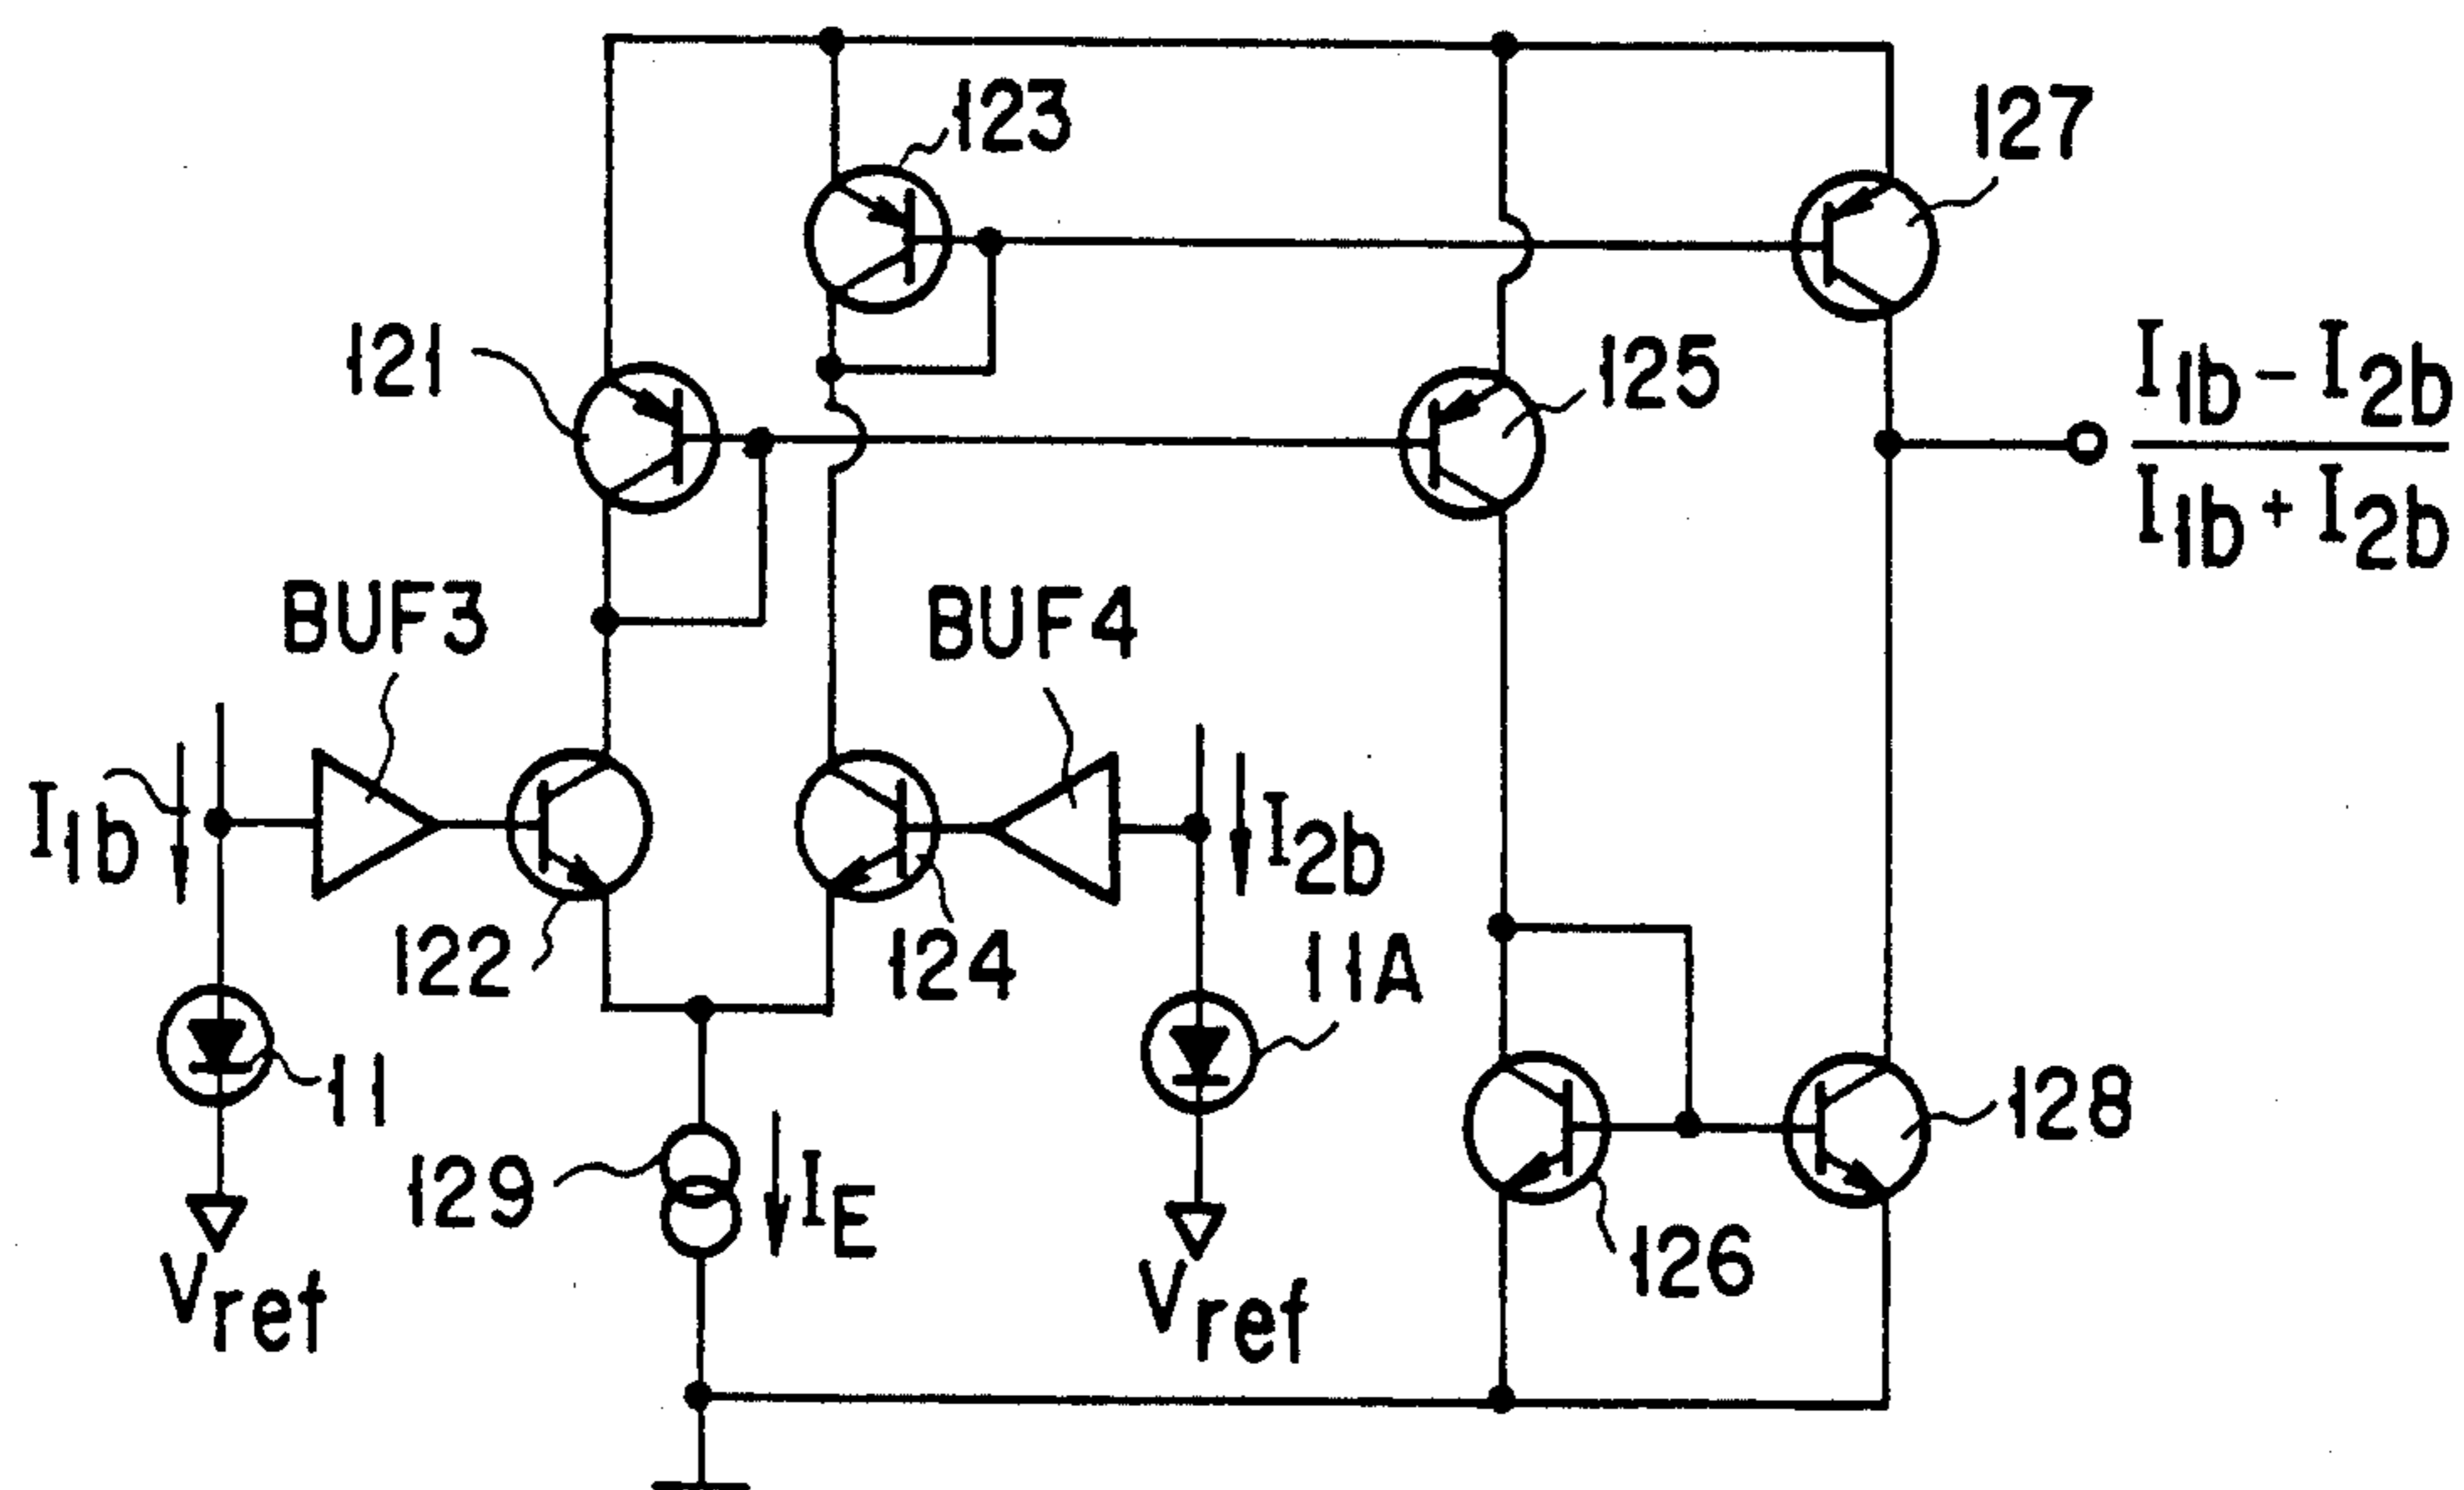 123
127
121
125
I1b - I2b
I1b + I2b
BUF3
BUF4
I1b
I2b
122
124
11A
11
129
IE
128
126
Vref
Vref